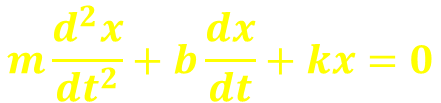 m d²x/dt² + b dx/dt + kx = 0